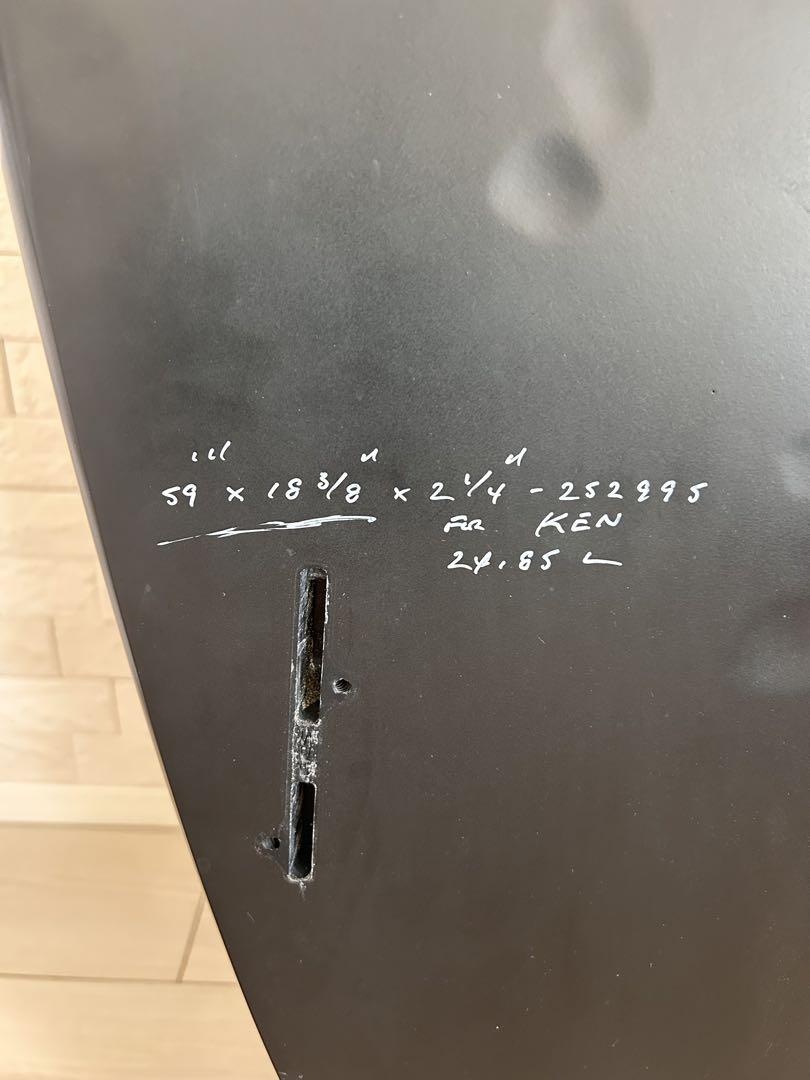 59" x 18 3/8" x 2 1/4" - 252995
FOR KEN
24.85 L